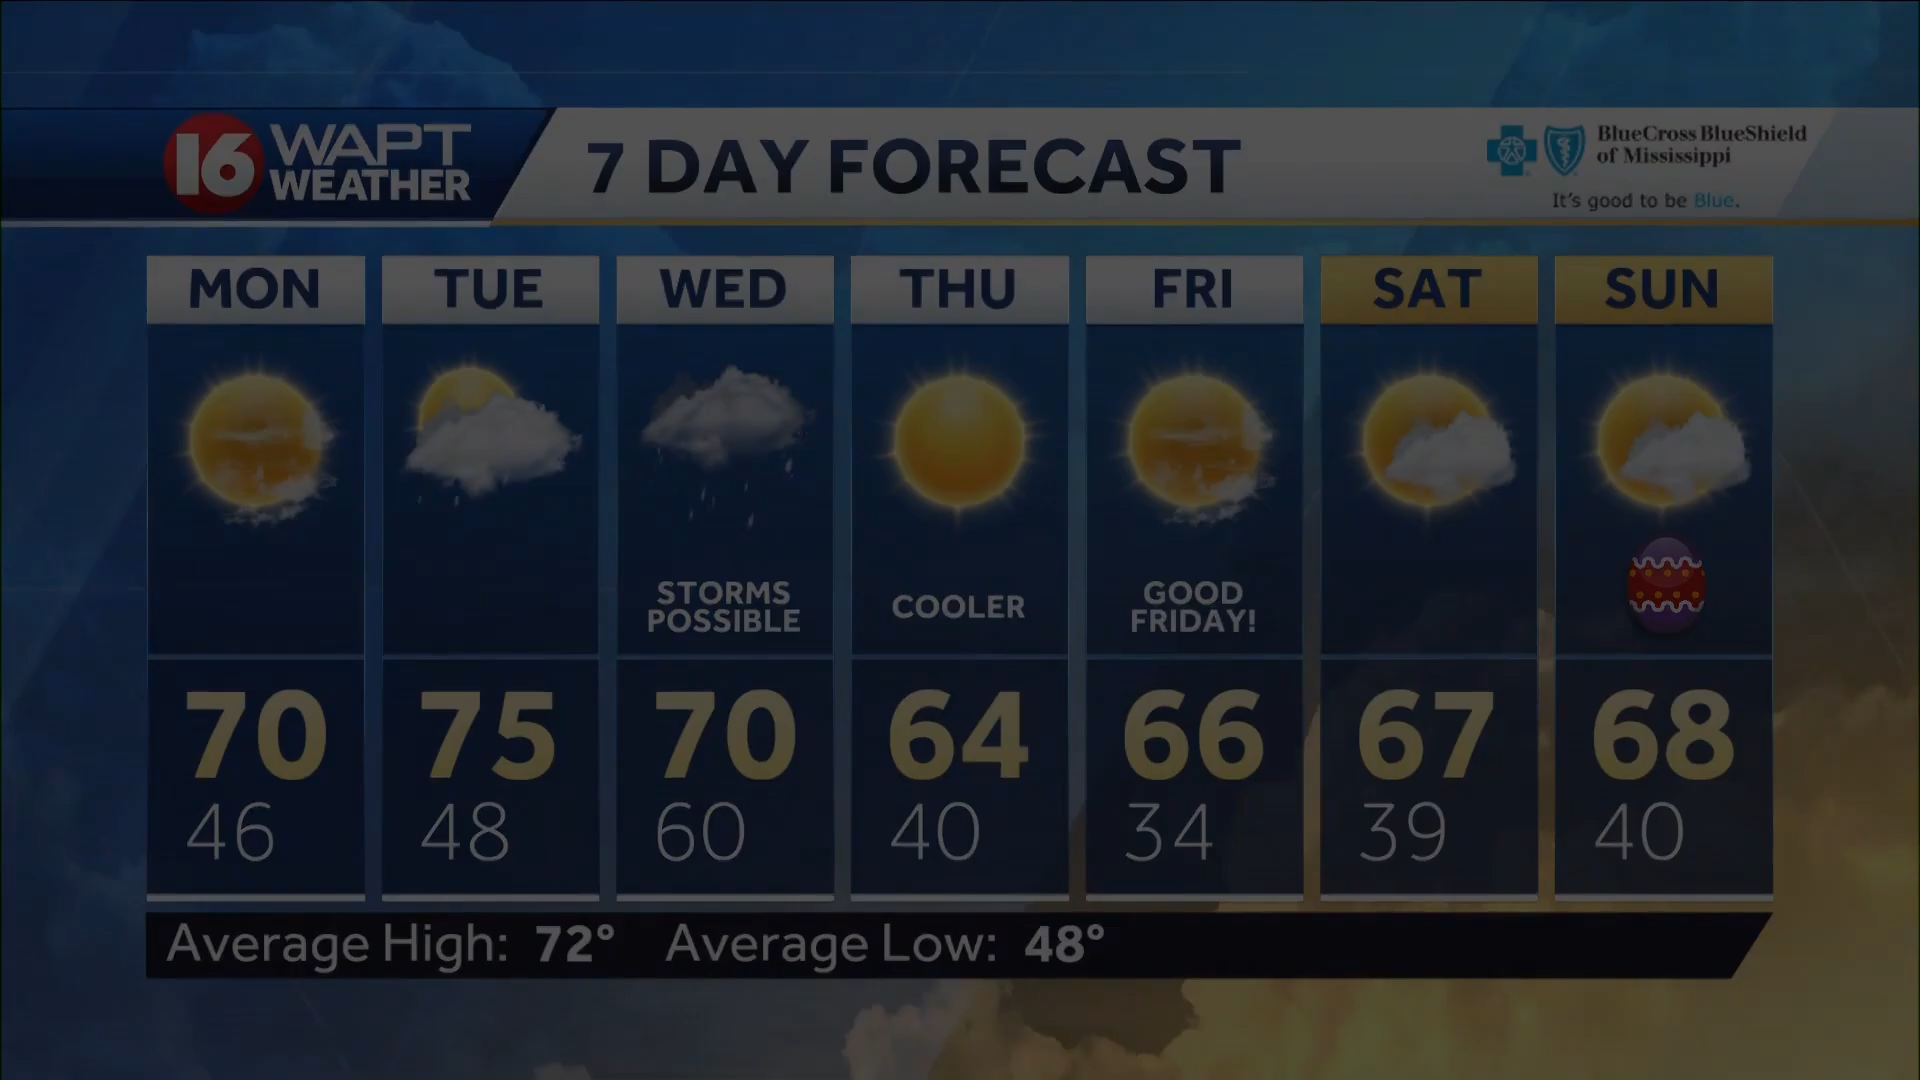 16 WAPT
WEATHER
7 DAY FORECAST
BlueCross BlueShield
of Mississippi
It's good to be Blue.
MON TUE WED THU FRI SAT SUN
STORMS
POSSIBLE
COOLER
GOOD
FRIDAY!
70 75 70 64 66 67 68
46 48 60 40 34 39 40
Average High: 72° Average Low: 48°